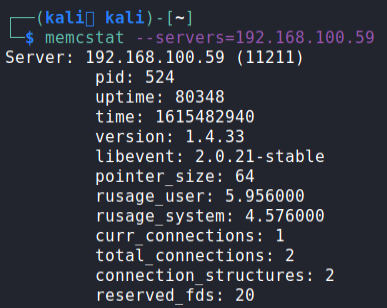 ┌──(kali㉿ kali)-[~]
└─$ memcstat --servers=192.168.100.59
Server: 192.168.100.59 (11211)
pid: 524
uptime: 80348
time: 1615482940
version: 1.4.33
libevent: 2.0.21-stable
pointer_size: 64
rusage_user: 5.956000
rusage_system: 4.576000
curr_connections: 1
total_connections: 2
connection_structures: 2
reserved_fds: 20